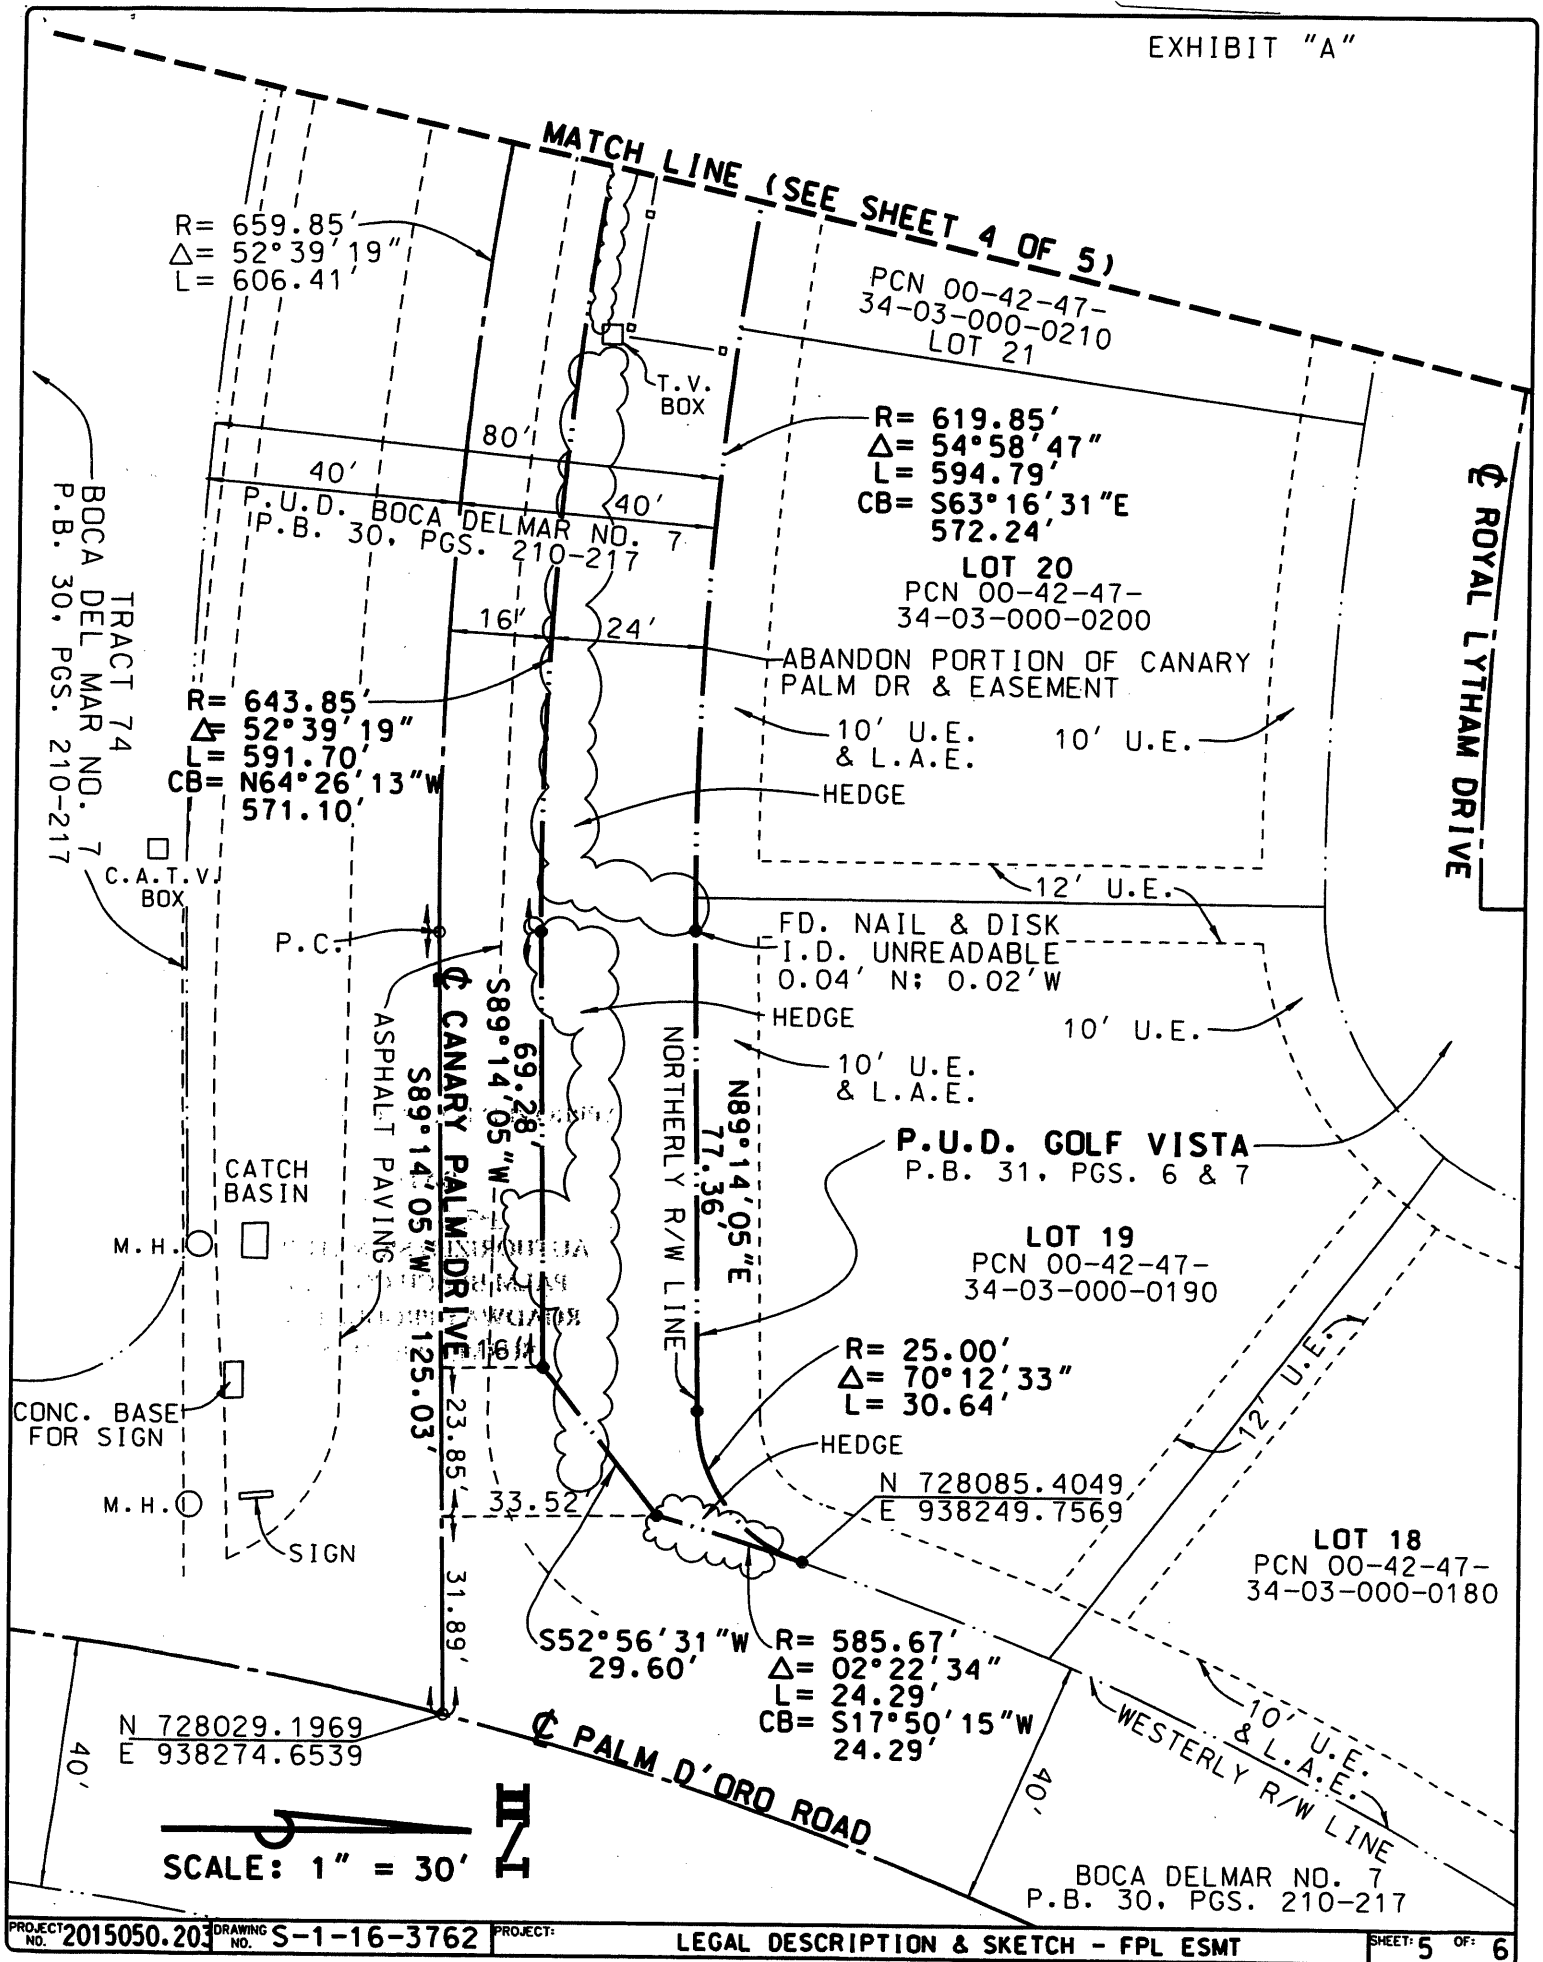 EXHIBIT "A"
MATCH LINE (SEE SHEET 4 OF 5)
R= 659.85'
Δ= 52°39'19"
L= 606.41'
PCN 00-42-47-
34-03-000-0210
LOT 21
T.V.
BOX
R= 619.85'
Δ= 54°58'47"
L= 594.79'
CB= S63°16'31"E
572.24'
80'
40'
40'
P.U.D. BOCA DELMAR NO. 7
P.B. 30, PGS. 210-217
℄ ROYAL LYTHAM DRIVE
LOT 20
PCN 00-42-47-
34-03-000-0200
TRACT 74
BOCA DEL MAR NO. 7
P.B. 30, PGS. 210-217
16'
24'
ABANDON PORTION OF CANARY
PALM DR & EASEMENT
R= 643.85'
Δ= 52°39'19"
L= 591.70'
CB= N64°26'13"W
571.10'
10' U.E.
& L.A.E.
10' U.E.
HEDGE
C.A.T.V.
BOX
12' U.E.
P.C.
FD. NAIL & DISK
I.D. UNREADABLE
0.04' N; 0.02'W
HEDGE
10' U.E.
10' U.E.
& L.A.E.
ASPHALT PAVING
℄ CANARY PALM DRIVE
S89°14'05"W 125.03'
S89°14'05"W
69.28'
NORTHERLY R/W LINE
N89°14'05"E
77.36'
P.U.D. GOLF VISTA
P.B. 31, PGS. 6 & 7
CATCH
BASIN
M.H.
LOT 19
PCN 00-42-47-
34-03-000-0190
16'
R= 25.00'
Δ= 70°12'33"
L= 30.64'
12' U.E.
CONC. BASE
FOR SIGN
23.85'
HEDGE
M.H.
33.52'
N 728085.4049
E 938249.7569
SIGN
LOT 18
PCN 00-42-47-
34-03-000-0180
31.89'
S52°56'31"W
29.60'
R= 585.67'
Δ= 02°22'34"
L= 24.29'
CB= S17°50'15"W
24.29'
N 728029.1969
E 938274.6539
℄ PALM D'ORO ROAD
40'
40'
10' U.E.
& L.A.E.
WESTERLY R/W LINE
SCALE: 1" = 30'
BOCA DELMAR NO. 7
P.B. 30, PGS. 210-217
PROJECT NO. 2015050.203 DRAWING NO. S-1-16-3762 PROJECT: LEGAL DESCRIPTION & SKETCH - FPL ESMT SHEET: 5 OF: 6